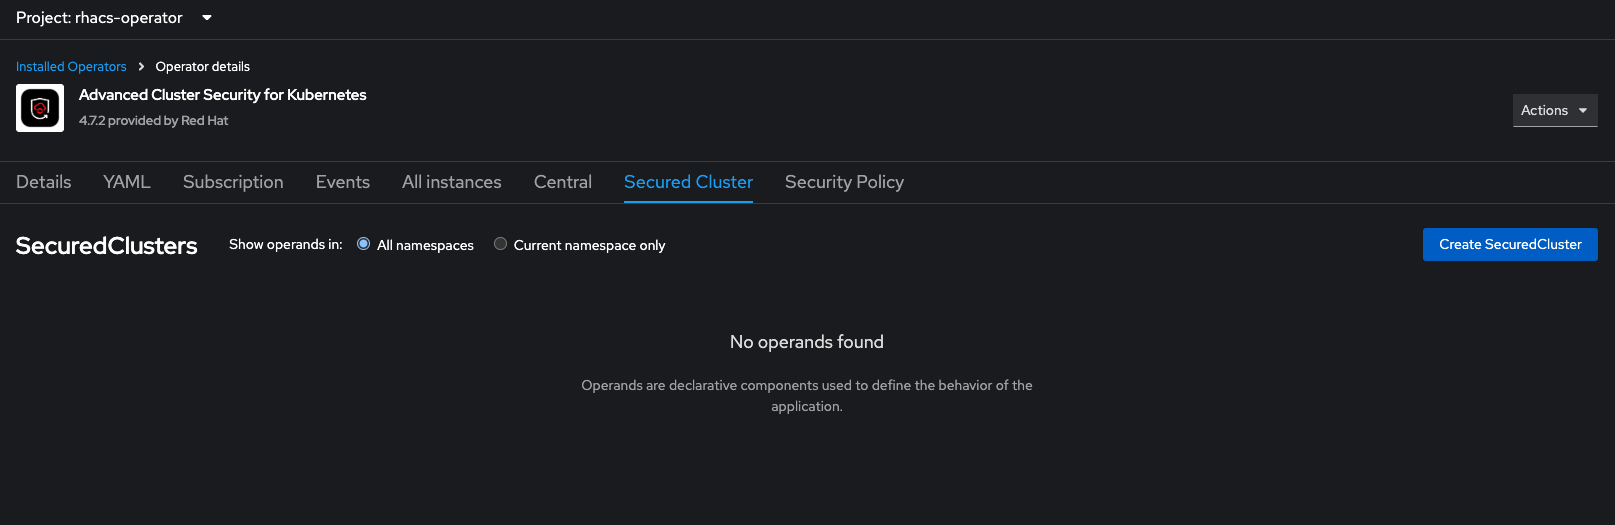 Project: rhacs-operator
Installed Operators Operator details
Advanced Cluster Security for Kubernetes
4.7.2 provided by Red Hat
Actions
Details YAML Subscription Events All instances Central Secured Cluster Security Policy
SecuredClusters Show operands in: All namespaces Current namespace only Create SecuredCluster
No operands found
Operands are declarative components used to define the behavior of the
application.